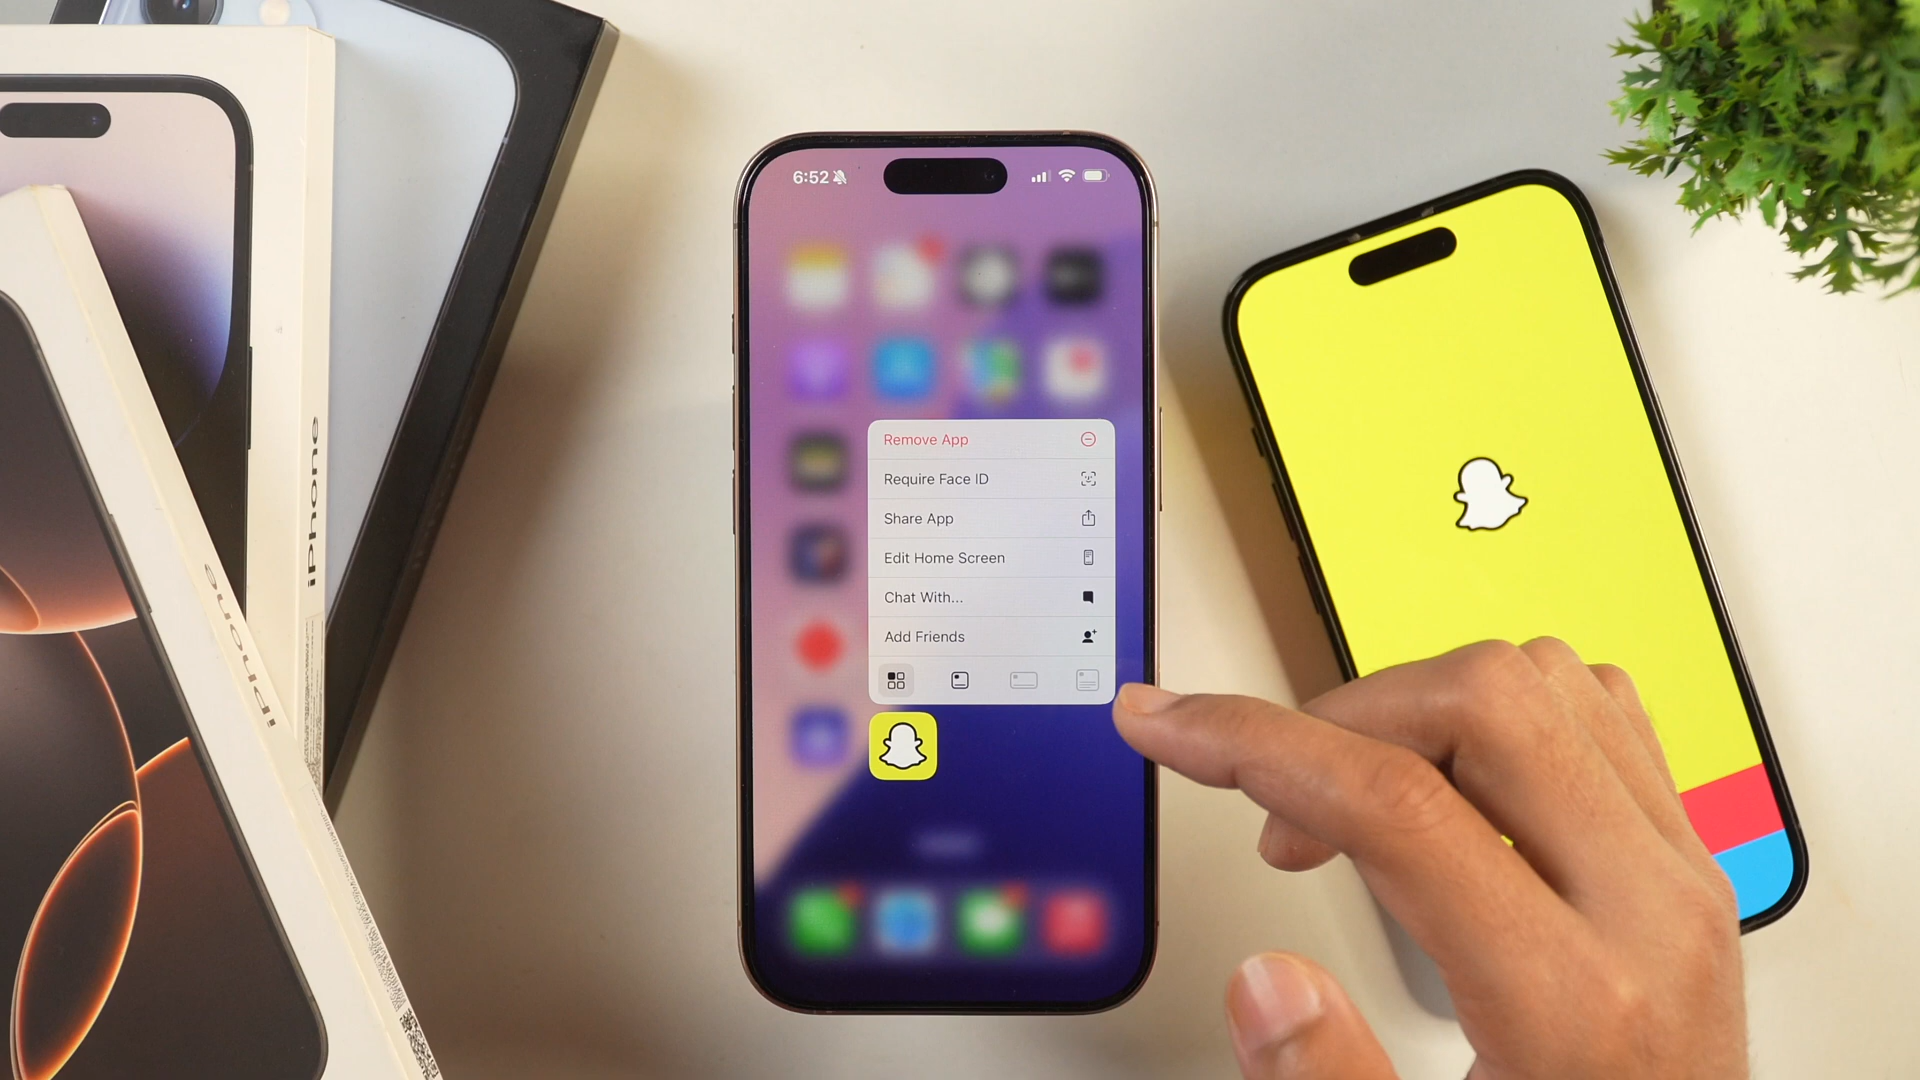 6:52
Remove App
Require Face ID
Share App
Edit Home Screen
Chat With...
Add Friends
iPhone
iPhone